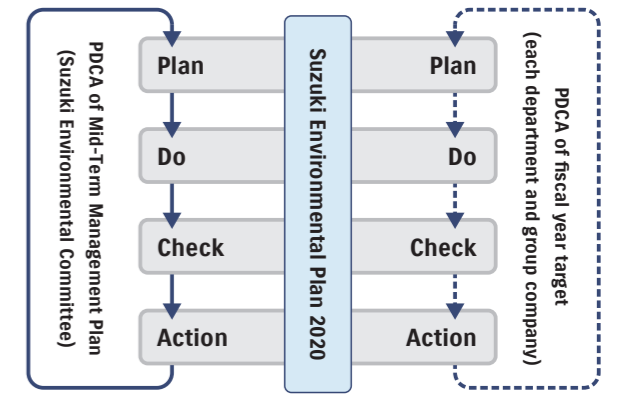 PDCA of Mid-Term Management Plan
(Suzuki Environmental Committee)
Plan
Do
Check
Action
Suzuki Environmental Plan 2020
Plan
Do
Check
Action
PDCA of fiscal year target
(each department and group company)